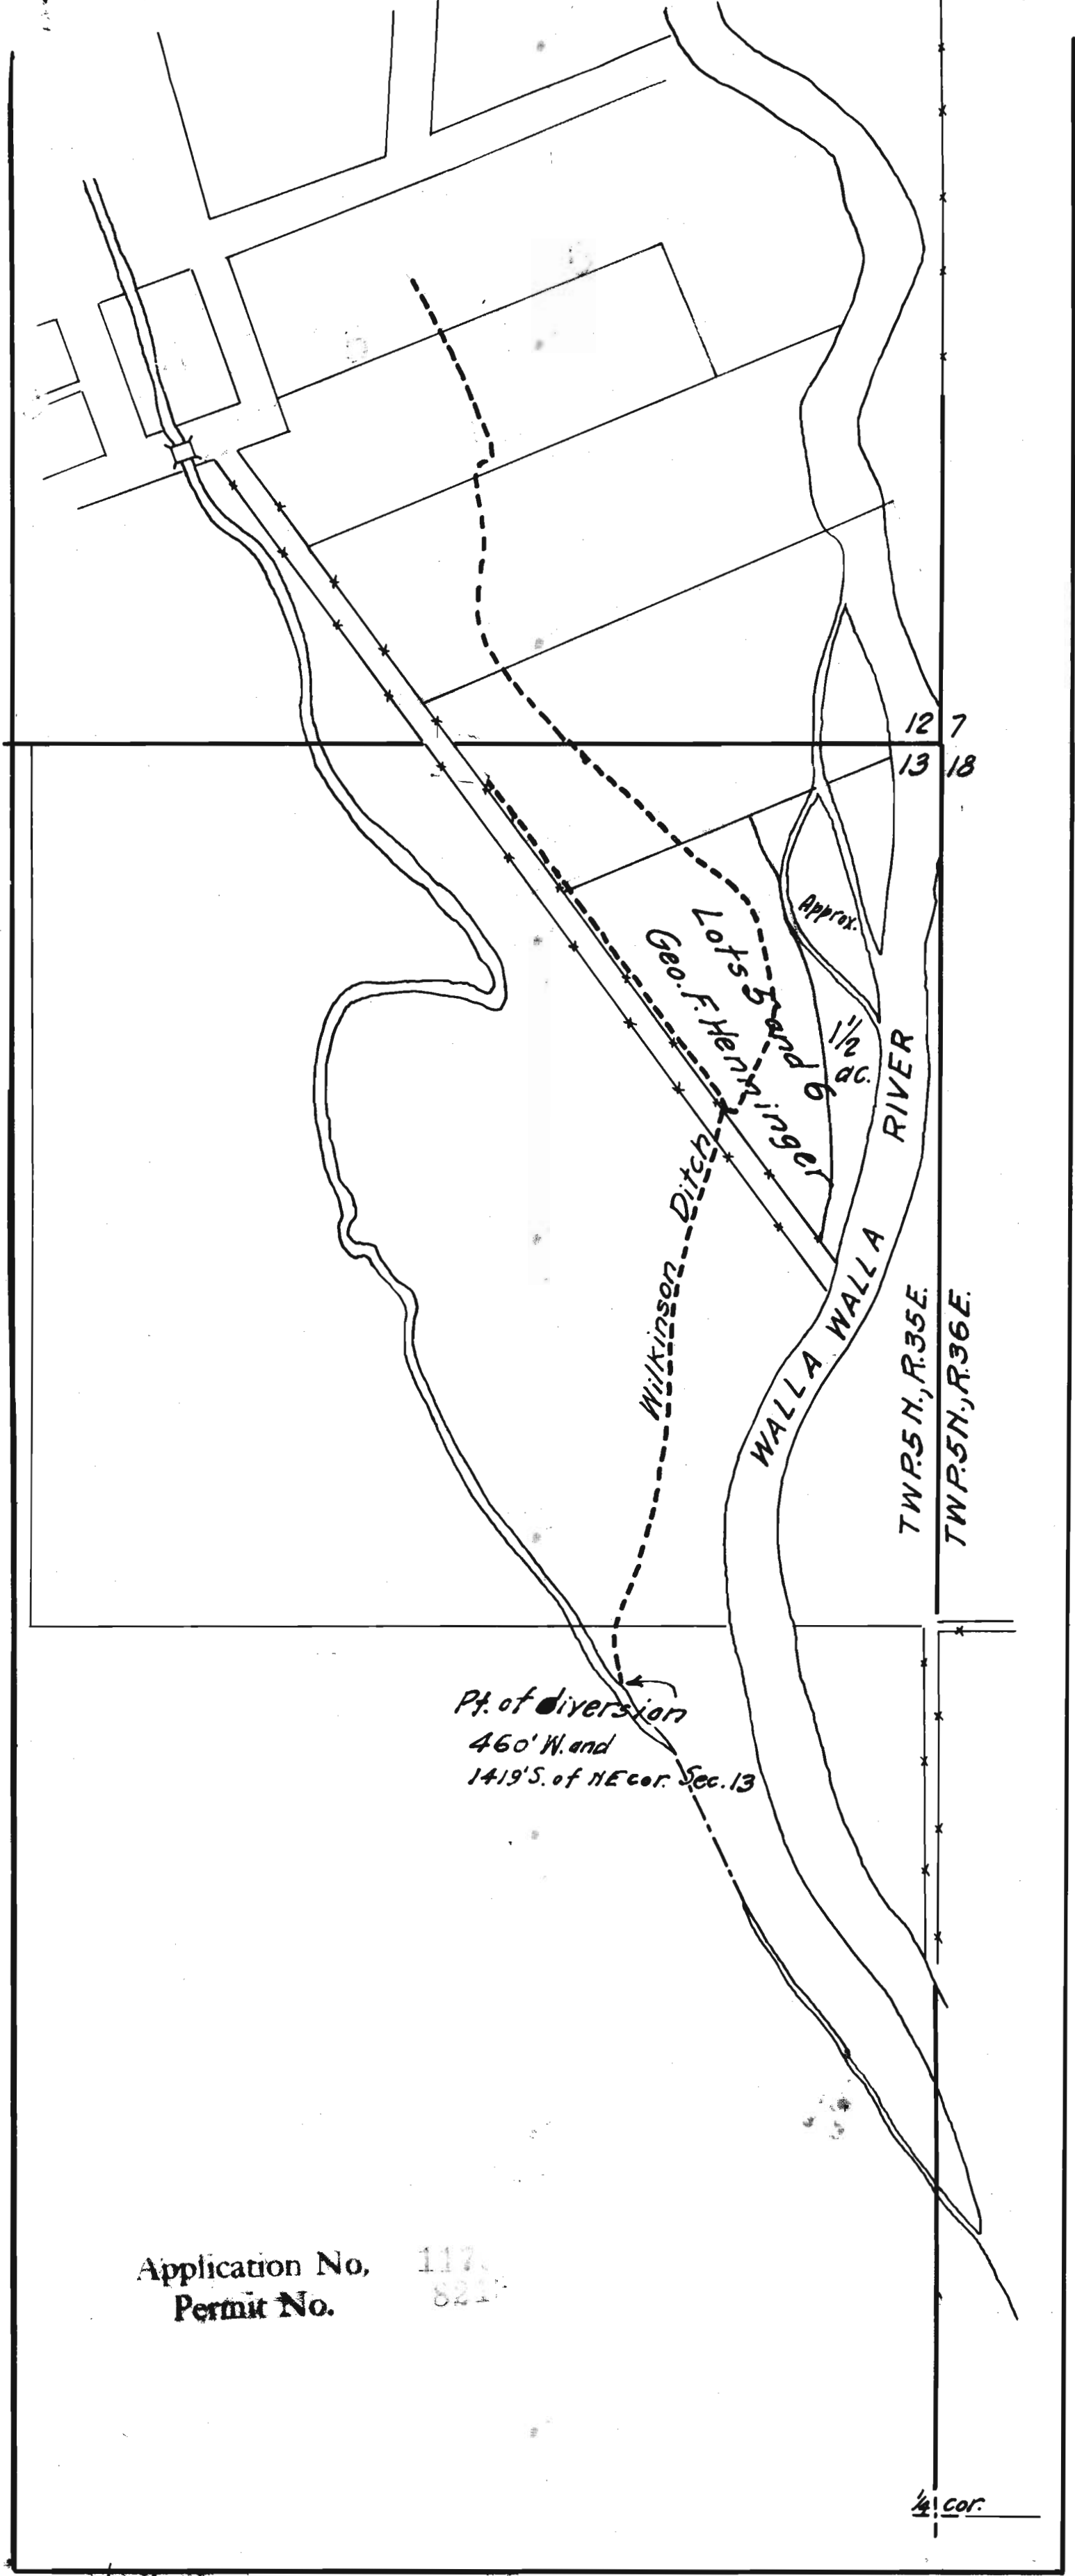 12 7
13 18
Approx.
1 1/2
ac.
Lots 5 and 6
Geo. F.
RIVER
WALLA WALLA
Wilkinson Ditch
TWP. 5 N., R. 35 E.
TWP. 5 N., R. 36 E.
Pt. of diversion
460' W. and
1419' S. of NE cor. Sec. 13
Application No.
Permit No.
1/4 cor.